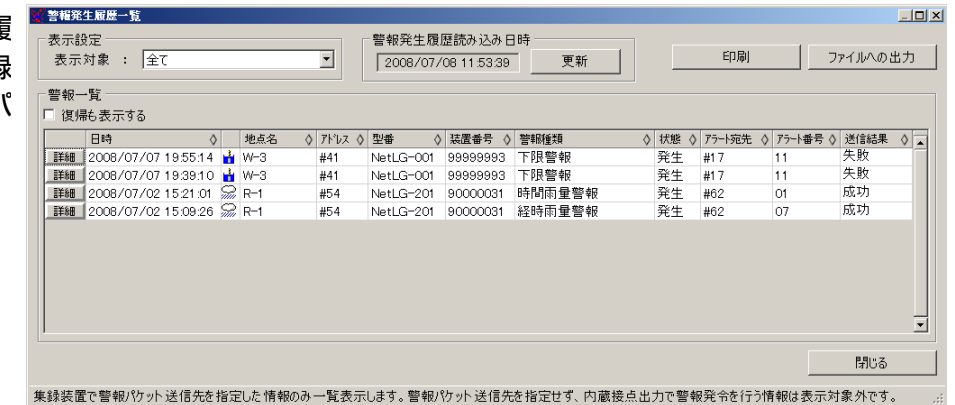 履
録
パ
警報発生履歴一覧
表示設定
表示対象 : 全て
警報発生履歴読み込み日時
2008/07/08 11:53:39 更新
印刷 ファイルへの出力
警報一覧
復帰も表示する
日時 地点名 アドレス 型番 装置番号 警報種類 状態 アラート宛先 アラート番号 送信結果
詳細 2008/07/07 19:55:14 W-3 #41 NetLG-001 99999993 下限警報 発生 #17 11 失敗
詳細 2008/07/07 19:39:10 W-3 #41 NetLG-001 99999993 下限警報 発生 #17 11 失敗
詳細 2008/07/02 15:21:01 R-1 #54 NetLG-201 90000031 時間雨量警報 発生 #62 01 成功
詳細 2008/07/02 15:09:26 R-1 #54 NetLG-201 90000031 経時雨量警報 発生 #62 07 成功
閉じる
集録装置で警報パケット送信先を指定した情報のみ一覧表示します。警報パケット送信先を指定せず、内蔵接点出力で警報発令を行う情報は表示対象外です。